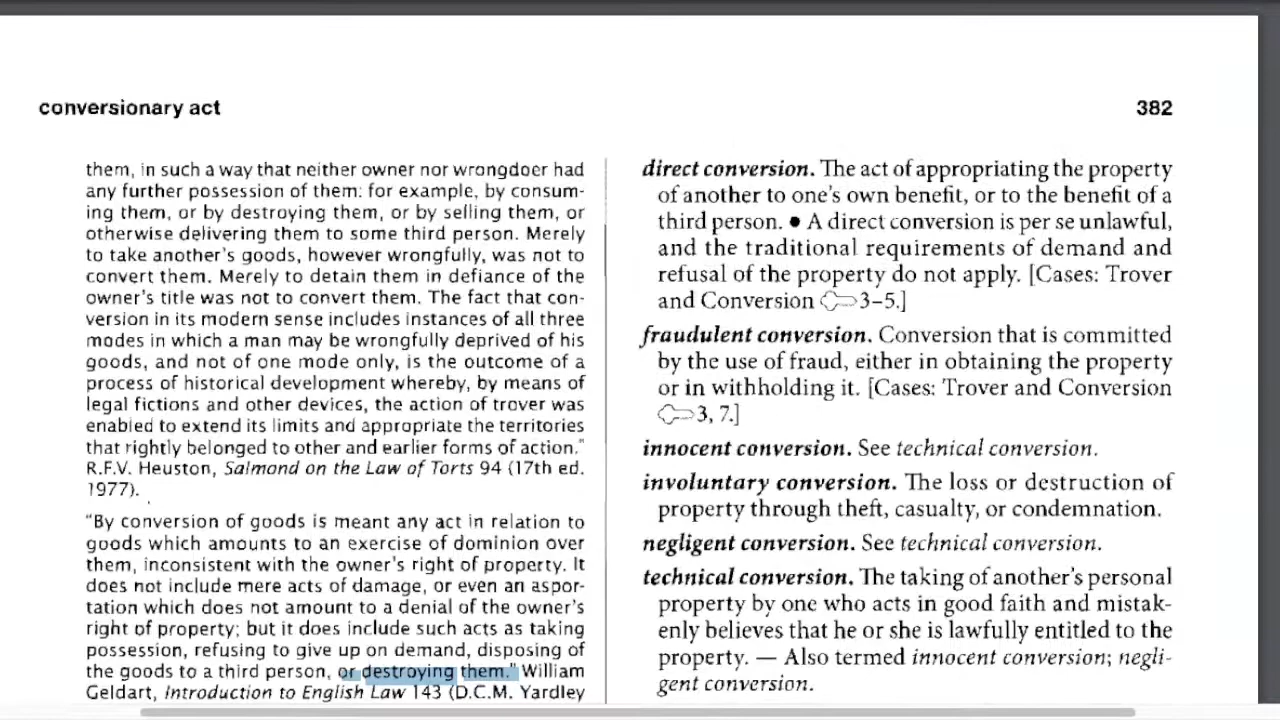 conversionary act
382
them, in such a way that neither owner nor wrongdoer had
any further possession of them: for example, by consum-
ing them, or by destroying them, or by selling them, or
otherwise delivering them to some third person. Merely
to take another's goods, however wrongfully, was not to
convert them. Merely to detain them in defiance of the
owner's title was not to convert them. The fact that con-
version in its modern sense includes instances of all three
modes in which a man may be wrongfully deprived of his
goods, and not of one mode only, is the outcome of a
process of historical development whereby, by means of
legal fictions and other devices, the action of trover was
enabled to extend its limits and appropriate the territories
that rightly belonged to other and earlier forms of action."
R.F.V. Heuston, Salmond on the Law of Torts 94 (17th ed.
1977).
"By conversion of goods is meant any act in relation to
goods which amounts to an exercise of dominion over
them, inconsistent with the owner's right of property. It
does not include mere acts of damage, or even an aspor-
tation which does not amount to a denial of the owner's
right of property; but it does include such acts as taking
possession, refusing to give up on demand, disposing of
the goods to a third person, or destroying them." William
Geldart, Introduction to English Law 143 (D.C.M. Yardley
direct conversion. The act of appropriating the property
of another to one's own benefit, or to the benefit of a
third person. • A direct conversion is per se unlawful,
and the traditional requirements of demand and
refusal of the property do not apply. [Cases: Trover
and Conversion 3–5.]
fraudulent conversion. Conversion that is committed
by the use of fraud, either in obtaining the property
or in withholding it. [Cases: Trover and Conversion
3, 7.]
innocent conversion. See technical conversion.
involuntary conversion. The loss or destruction of
property through theft, casualty, or condemnation.
negligent conversion. See technical conversion.
technical conversion. The taking of another's personal
property by one who acts in good faith and mistak-
enly believes that he or she is lawfully entitled to the
property. — Also termed innocent conversion; negli-
gent conversion.